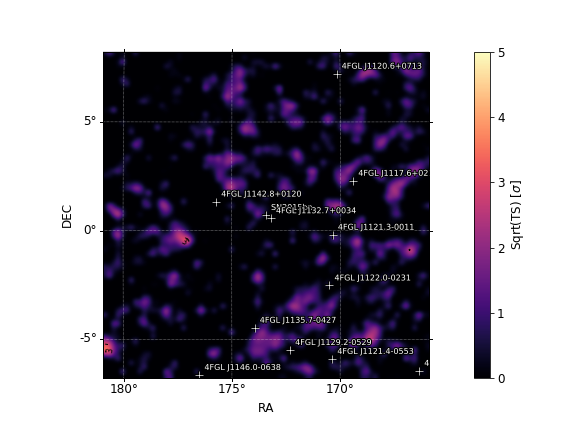 4FGL J1120.6+0713
4FGL J1117.6+02
4FGL J1142.8+0120
4FGL J1132.7+0034
4FGL J1121.3-0011
4FGL J1122.0-0231
4FGL J1135.7-0427
4FGL J1129.2-0529
4FGL J1121.4-0553
4FGL J1146.0-0638
4
5°
0°
-5°
180°
175°
170°
RA
DEC
5
4
3
2
1
0
Sqrt(TS) [σ]